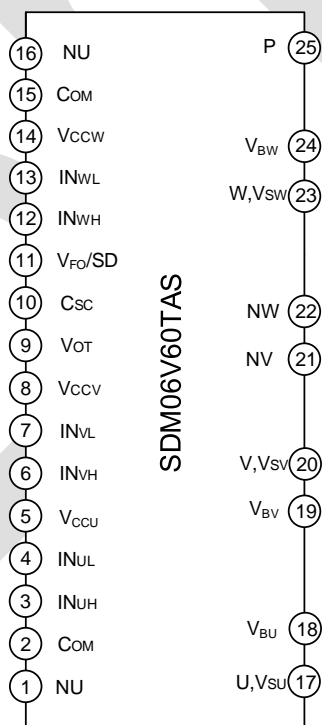 16 NU
15 COM
14 VCCW
13 INWL
12 INWH
11 VFO/SD
10 CSC
9 VOT
8 VCCV
7 INVL
6 INVH
5 VCCU
4 INUL
3 INUH
2 COM
1 NU
SDM06V60TAS
P 25
VBW 24
W,VSW 23
NW 22
NV 21
V,VSV 20
VBV 19
VBU 18
U,VSU 17